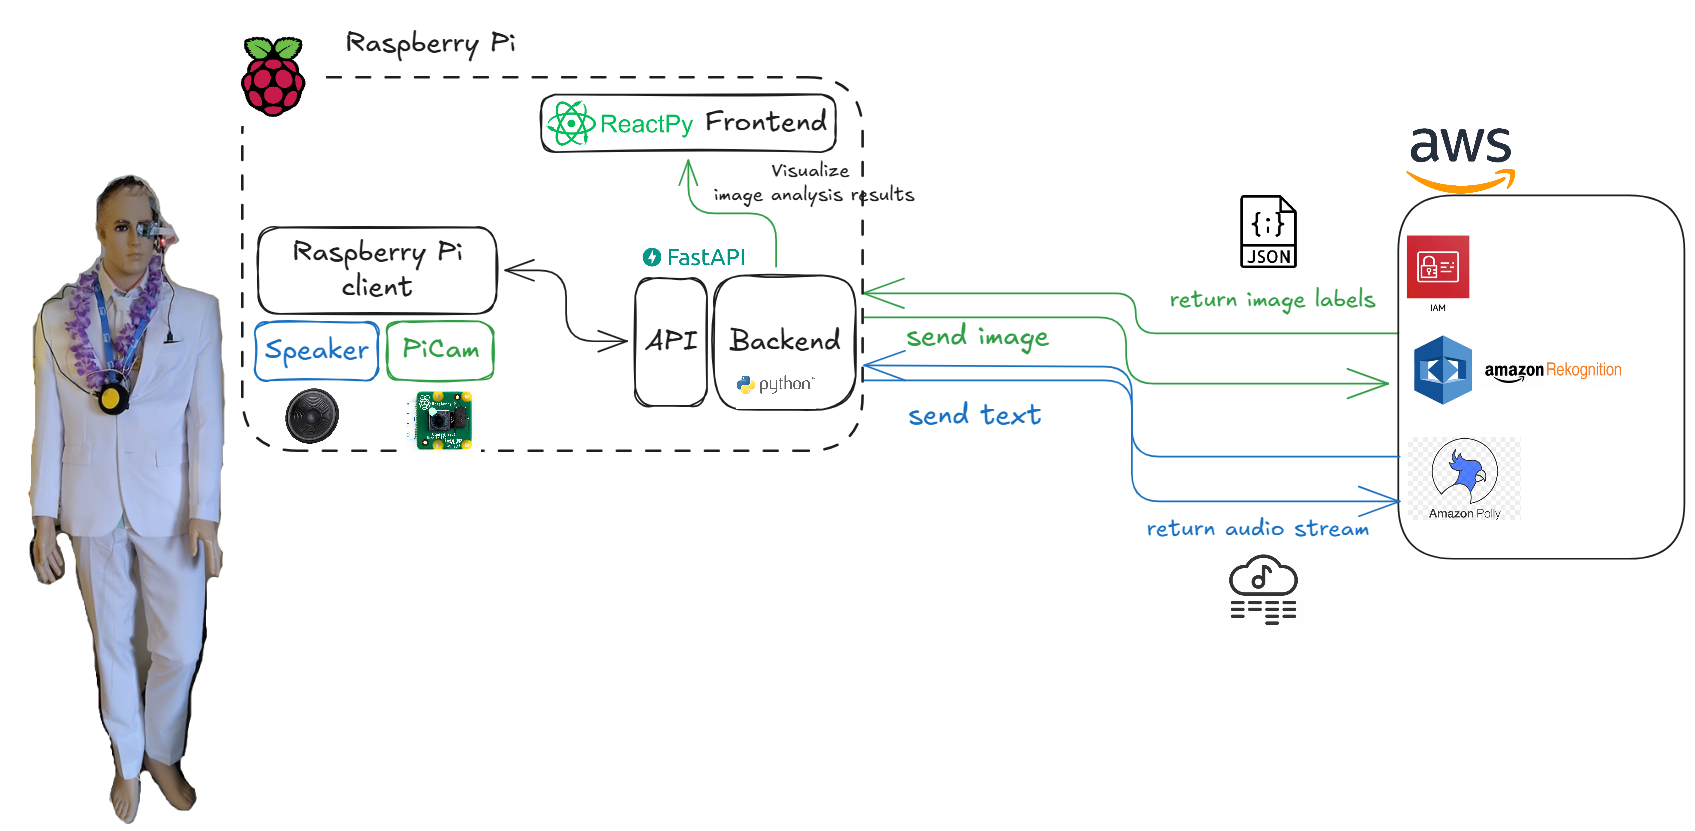 Raspberry Pi
ReactPy Frontend
Visualize
image analysis results
Raspberry Pi
client
FastAPI
Speaker
PiCam
API
Backend
python
send image
send text
return image labels
JSON
return audio stream
aws
IAM
amazon Rekognition
Amazon Polly